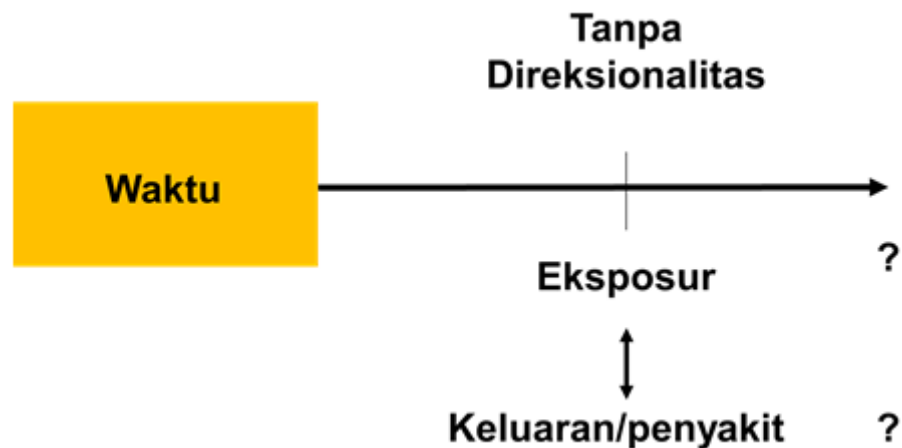 Tanpa
Direksionalitas
Waktu
?
Eksposur
Keluaran/penyakit ?